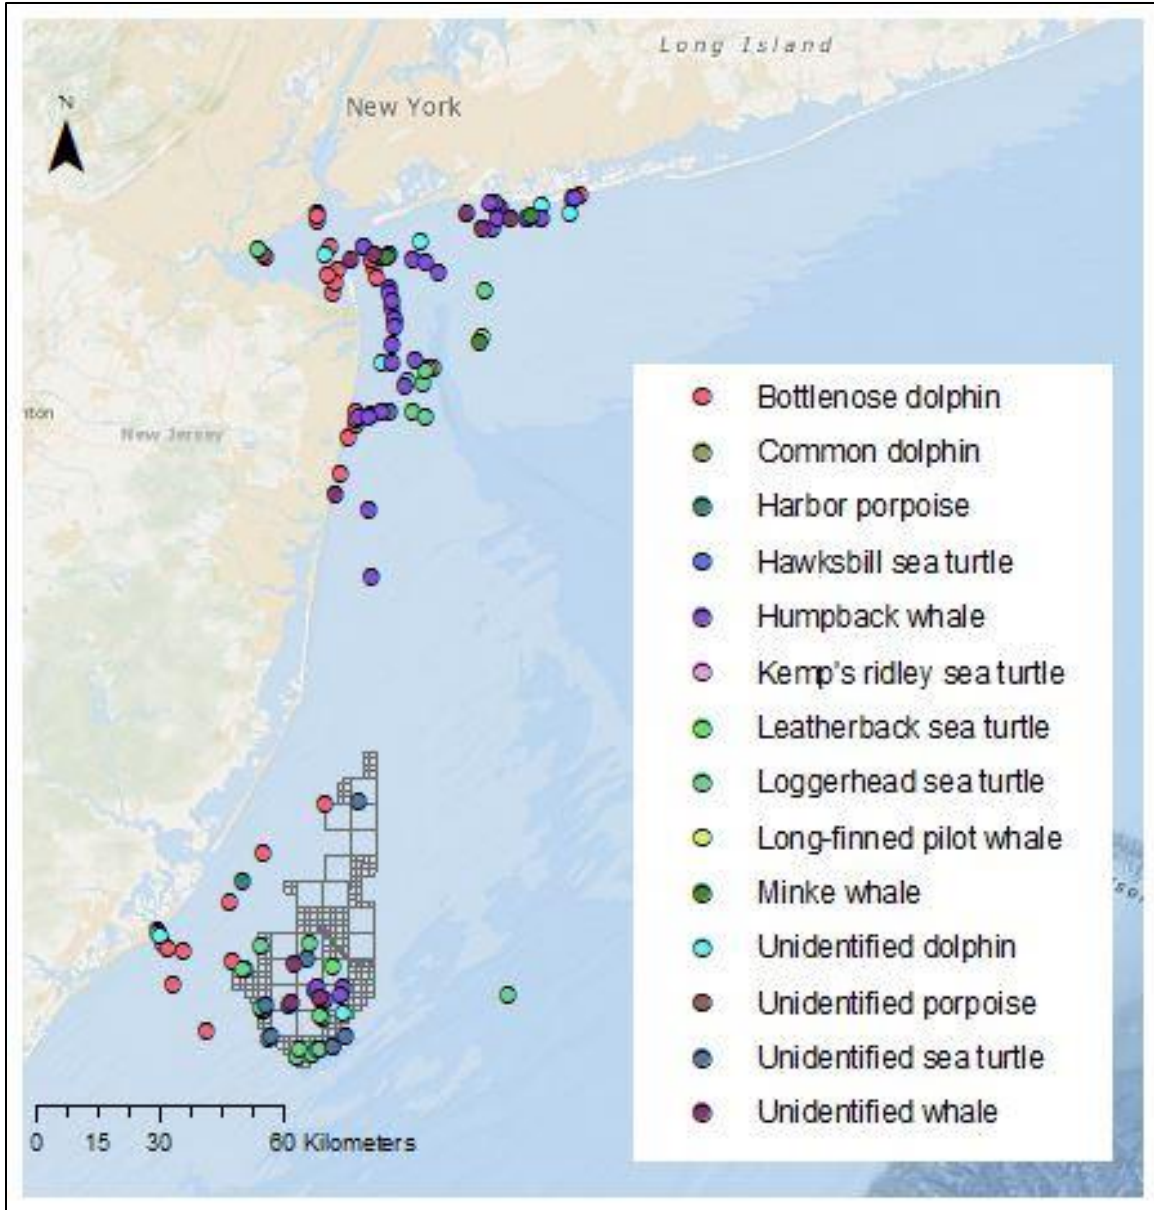 Long Island
N
New York
ton
New Jersey
Bottlenose dolphin
Common dolphin
Harbor porpoise
Hawksbill sea turtle
Humpback whale
Kemp's ridley sea turtle
Leatherback sea turtle
Loggerhead sea turtle
Long-finned pilot whale
Minke whale
Unidentified dolphin
Unidentified porpoise
Unidentified sea turtle
Unidentified whale
0 15 30 60 Kilometers